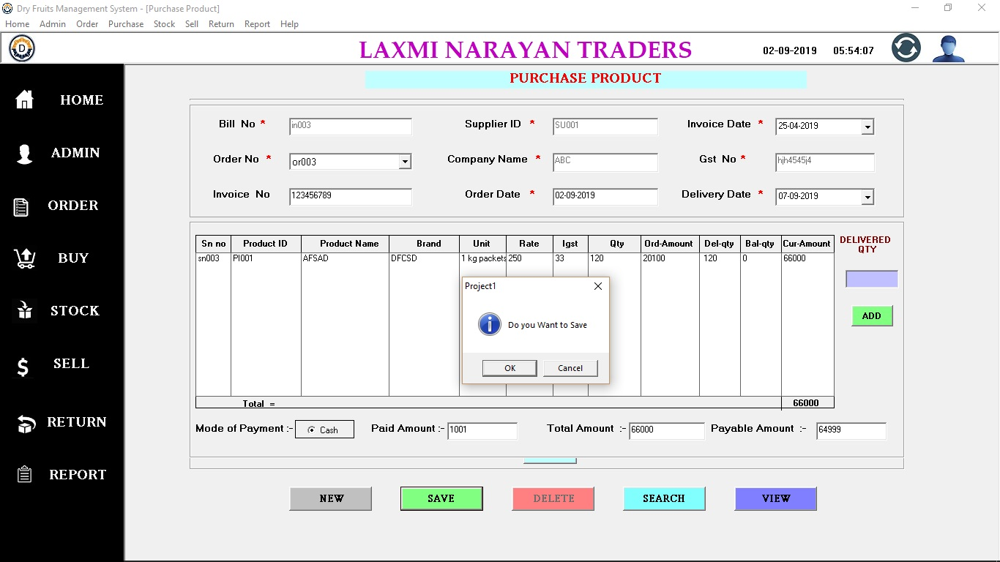 Dry Fruits Management System - [Purchase Product]
Home Admin Order Purchase Stock Sell Return Report Help
D LAXMI NARAYAN TRADERS 02-09-2019 05:54:07
PURCHASE PRODUCT
HOME
ADMIN
ORDER
BUY
STOCK
SELL
RETURN
REPORT
Bill No * in003 Supplier ID * SU001 Invoice Date * 25-04-2019
Order No * or003 Company Name * ABC Gst No * hjh4545j4
Invoice No 123456789 Order Date * 02-09-2019 Delivery Date * 07-09-2019
Sn no Product ID Product Name Brand Unit Rate Igst Qty Ord-Amount Del-qty Bal-qty Cur-Amount
sn003 PI001 AFSAD DFCSD 1 kg packets 250 33 120 20100 120 0 66000
DELIVERED
QTY
ADD
Project1
Do you Want to Save
OK Cancel
Total = 66000
Mode of Payment :- Cash Paid Amount :- 1001 Total Amount :- 66000 Payable Amount :- 64999
NEW SAVE DELETE SEARCH VIEW